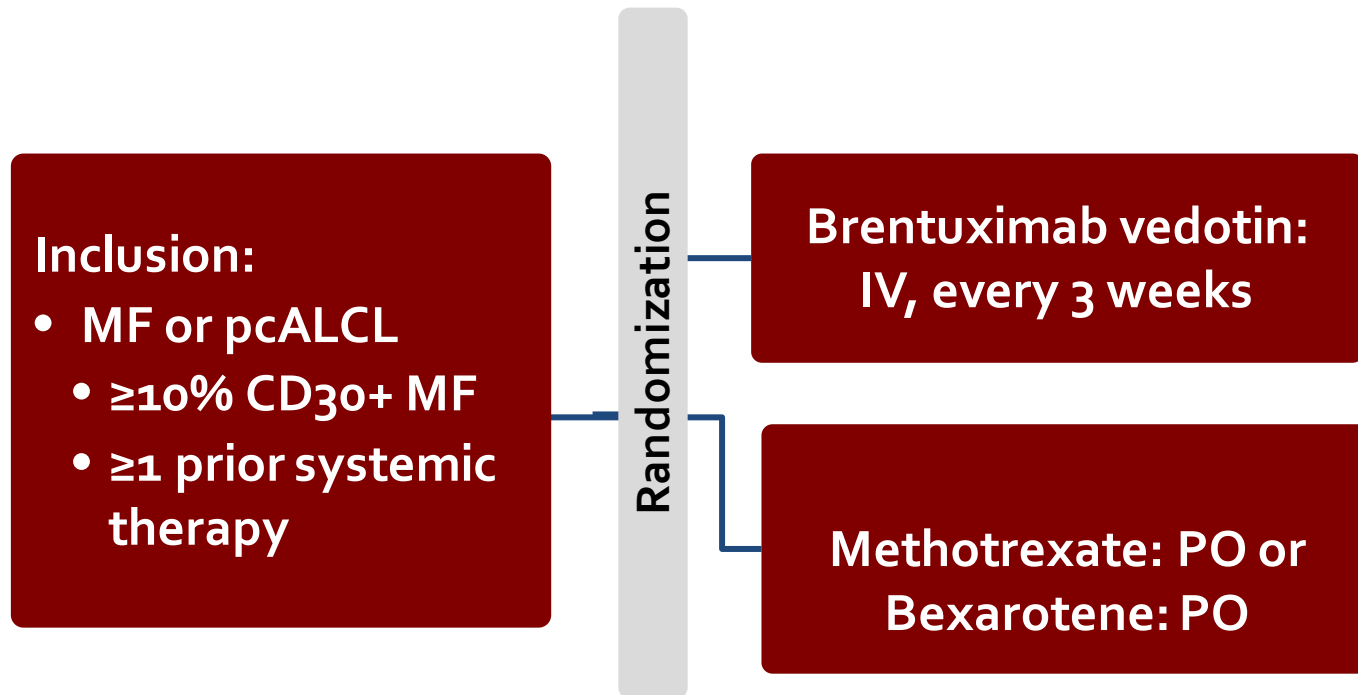 Inclusion:
• MF or pcALCL
• ≥10% CD30+ MF
• ≥1 prior systemic
therapy
Randomization
Brentuximab vedotin:
IV, every 3 weeks
Methotrexate: PO or
Bexarotene: PO